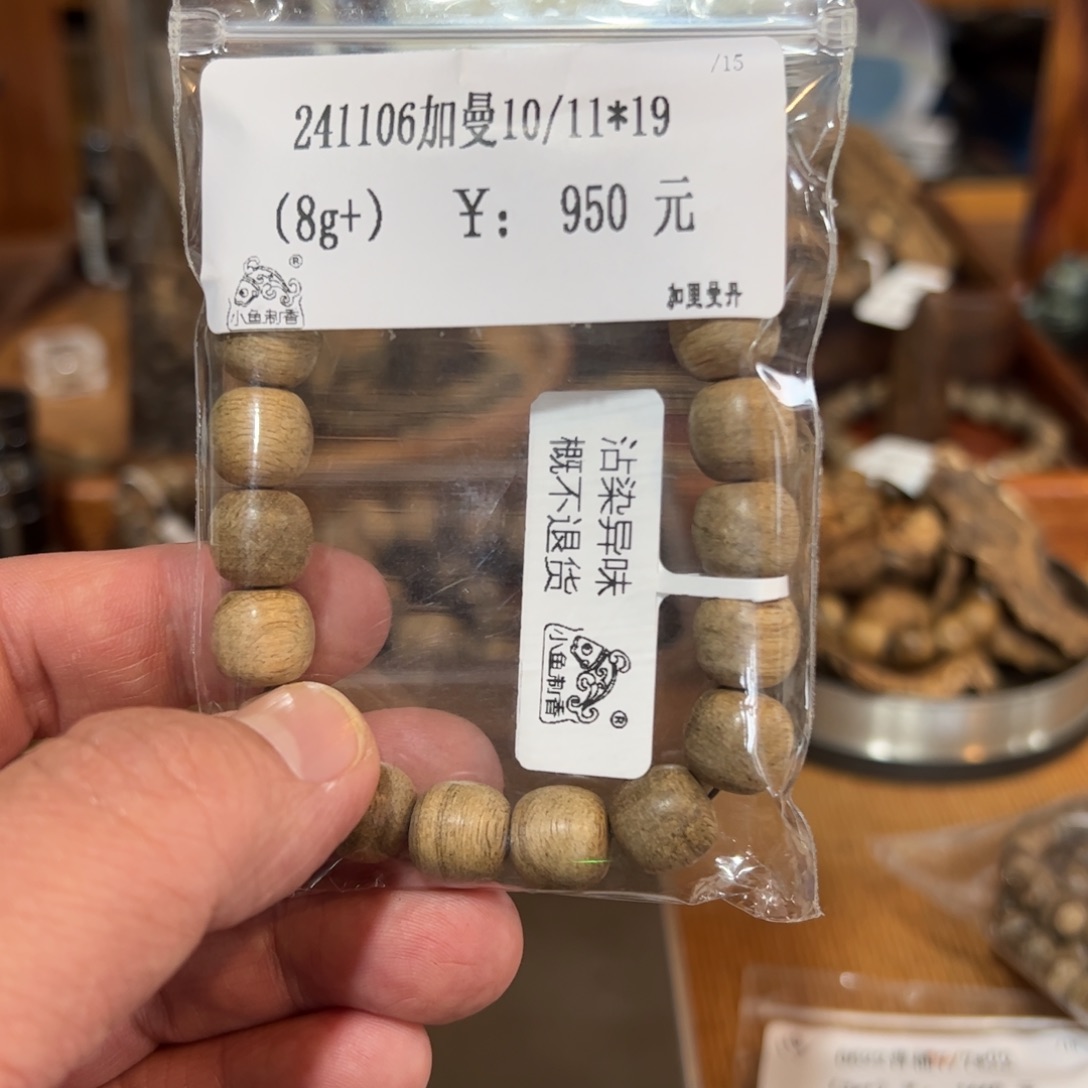 /15
241106加曼10/11*19
(8g+) ¥： 950 元
®
小鱼制香
加里曼丹
沾染异味
概不退货
小鱼制香
®